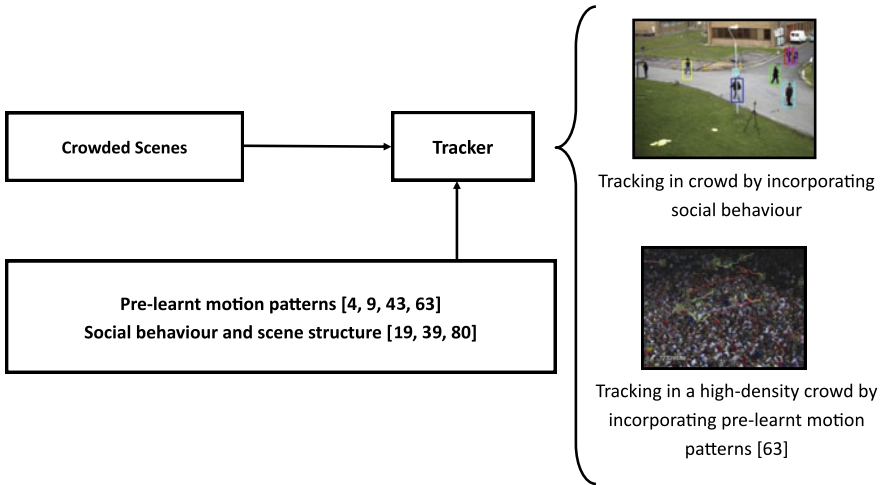 Crowded Scenes
Tracker
Pre-learnt motion patterns [4, 9, 43, 63]
Social behaviour and scene structure [19, 39, 80]
Tracking in crowd by incorporating
social behaviour
Tracking in a high-density crowd by
incorporating pre-learnt motion
patterns [63]